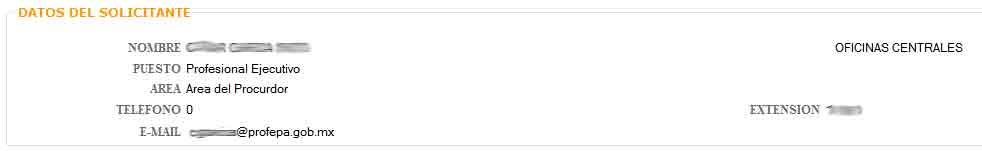 DATOS DEL SOLICITANTE
NOMBRE OFICINAS CENTRALES
PUESTO Profesional Ejecutivo
AREA Area del Procurdor
TELEFONO 0 EXTENSION
E-MAIL @profepa.gob.mx